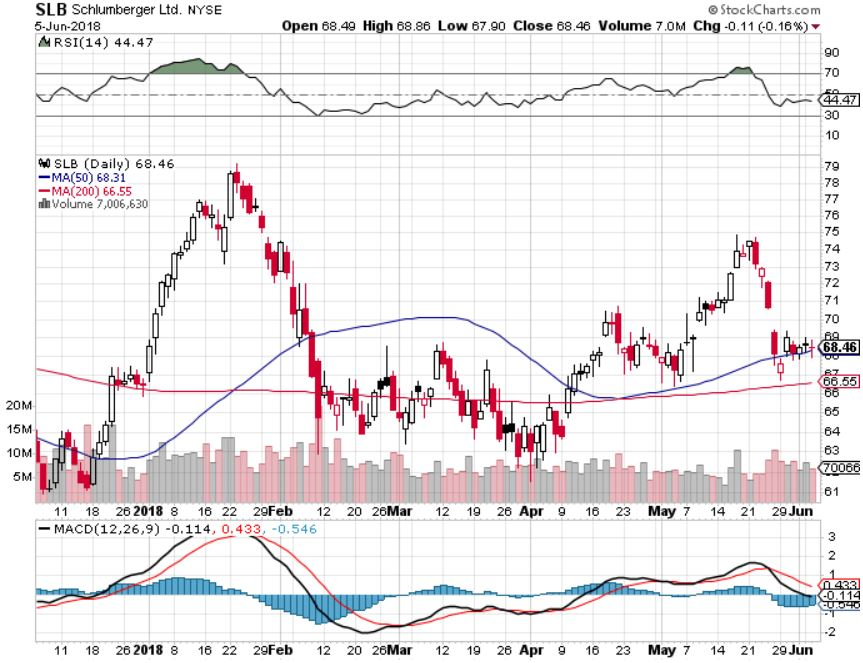 SLB Schlumberger Ltd. NYSE © StockCharts.com
5-Jun-2018 Open 68.49 High 68.86 Low 67.90 Close 68.46 Volume 7.0M Chg -0.11 (-0.16%)
RSI(14) 44.47
90
70
50
44.47
30
10
SLB (Daily) 68.46
MA(50) 68.31
MA(200) 66.55
Volume 7,006,630
79
78
77
76
75
74
73
72
71
70
69
68.46
68
67
66.55
66
65
64
63
70066
61
20M
15M
10M
5M
11 18 26 2018 8 16 22 29 Feb 12 20 26 Mar 12 19 26 Apr 9 16 23 May 7 14 21 29 Jun
MACD(12,26,9) -0.114, 0.433, -0.546
3
2
1
0.433
-0.114
-0.546
-1
-2
11 18 26 2018 8 16 22 29 Feb 12 20 26 Mar 12 19 26 Apr 9 16 23 May 7 14 21 29 Jun